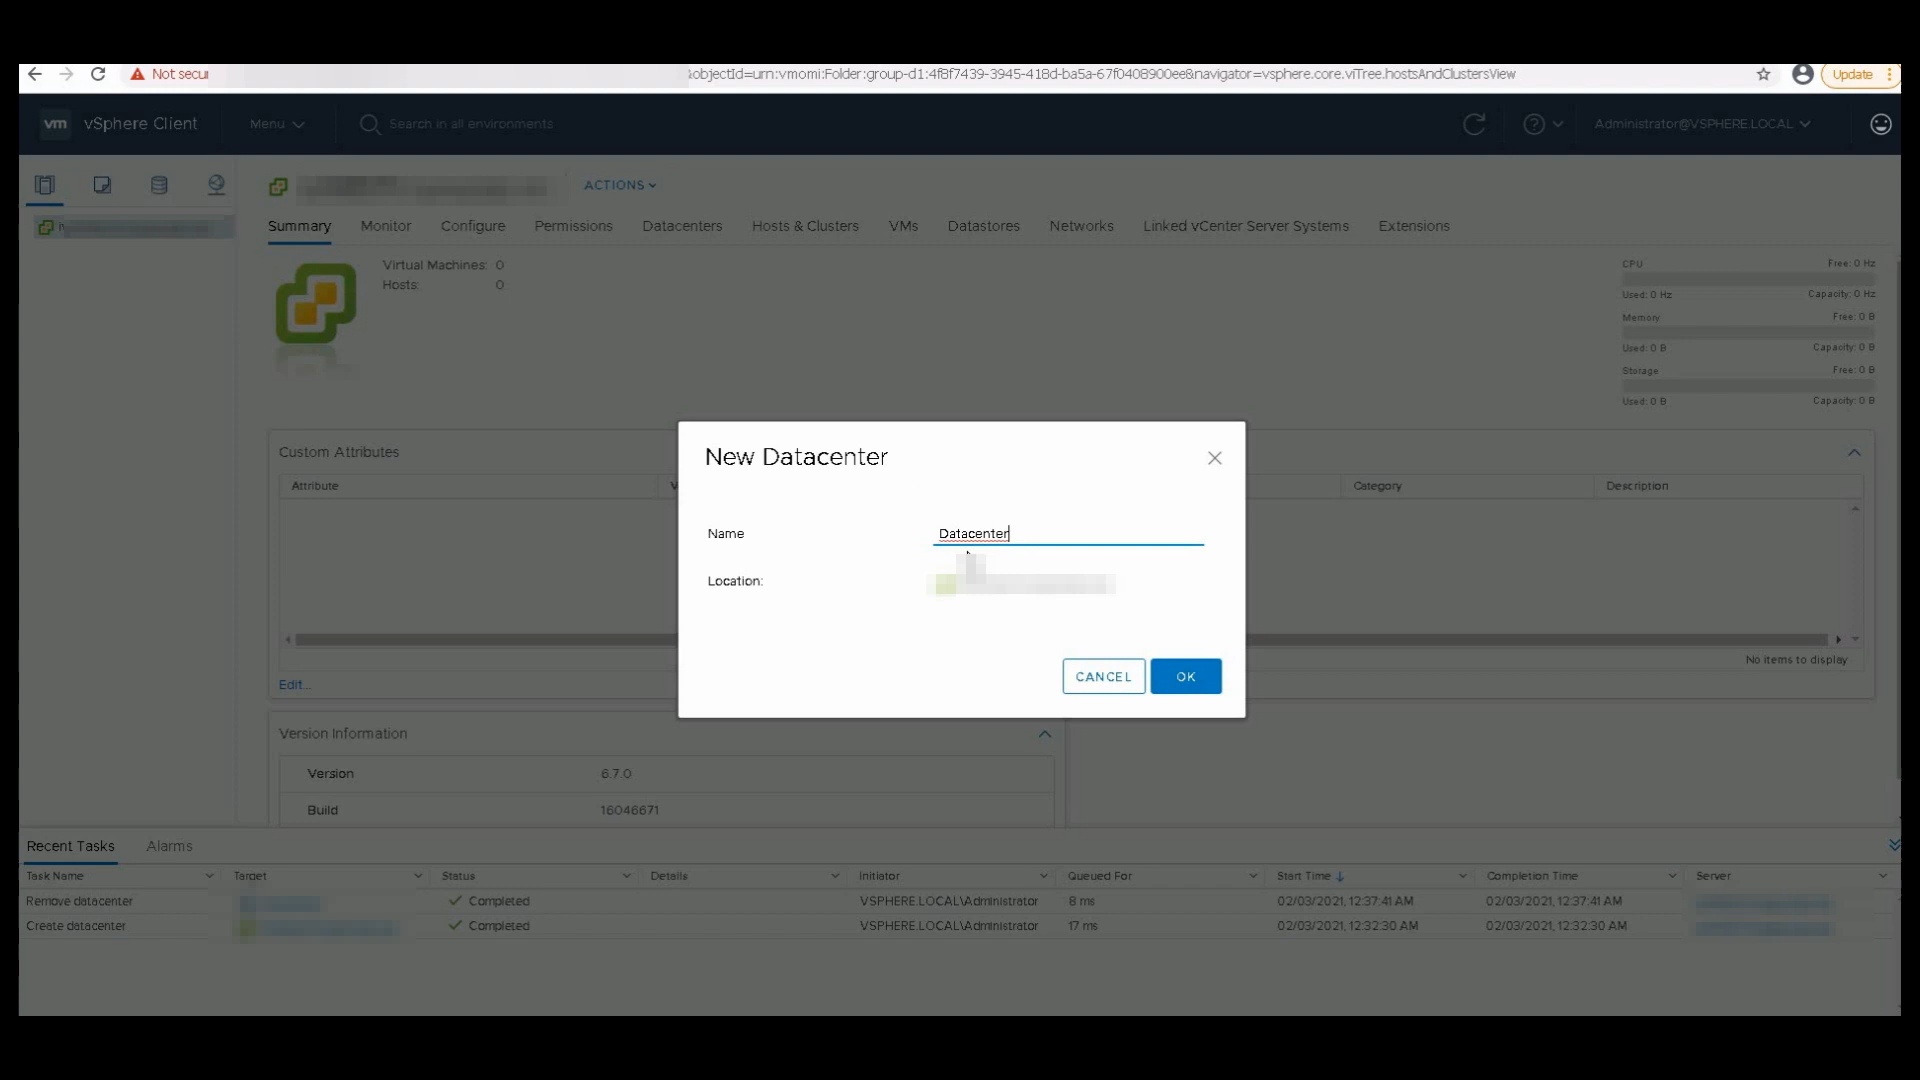 Not secu
&objectId=urn:vmomi:Folder:group-d1:4f8f7439-3945-418d-ba5a-67f0408900ee&navigator=vsphere.core.viTree.hostsAndClustersView
Update
vm vSphere Client Menu Search in all environments Administrator@VSPHERE.LOCAL
ACTIONS
Summary Monitor Configure Permissions Datacenters Hosts & Clusters VMs Datastores Networks Linked vCenter Server Systems Extensions
Virtual Machines: 0
Hosts: 0
CPU Free: 0 Hz
Used: 0 Hz Capacity: 0 Hz
Memory Free: 0 B
Used: 0 B Capacity: 0 B
Storage Free: 0 B
Used: 0 B Capacity: 0 B
Custom Attributes
Attribute V Category Description
No items to display
Edit...
New Datacenter
Name Datacenter
Location:
CANCEL OK
Version Information
Version 6.7.0
Build 16046671
Recent Tasks Alarms
Task Name Target Status Details Initiator Queued For Start Time Completion Time Server
Remove datacenter Completed VSPHERE.LOCAL\Administrator 8 ms 02/03/2021, 12:37:41 AM 02/03/2021, 12:37:41 AM
Create datacenter Completed VSPHERE.LOCAL\Administrator 17 ms 02/03/2021, 12:32:30 AM 02/03/2021, 12:32:30 AM